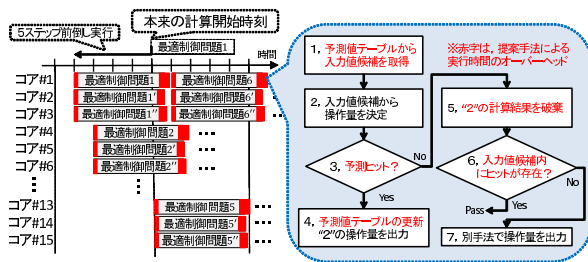 本来の計算開始時刻
5ステップ前倒し実行
最適制御問題1
時間
コア#1 最適制御問題1 最適制御問題6
コア#2 最適制御問題1′ 最適制御問題6′
コア#3 最適制御問題1″ 最適制御問題6″
コア#4 最適制御問題2 ・・・
コア#5 最適制御問題2′ ・・・
コア#6 最適制御問題2″ ・・・
コア#13 最適制御問題5 ・・・
コア#14 最適制御問題5′ ・・・
コア#15 最適制御問題5″ ・・・
1, 予測値テーブルから
入力値候補を取得
2, 入力値候補から
操作量を決定
3, 予測ヒット?
No
Yes
4, 予測値テーブルの更新
“2”の操作量を出力
※赤字は, 提案手法による
実行時間のオーバーヘッド
5, “2”の計算結果を破棄
6, 入力値候補内
にヒットが存在?
No
Pass
Yes
7, 別手法で操作量を出力